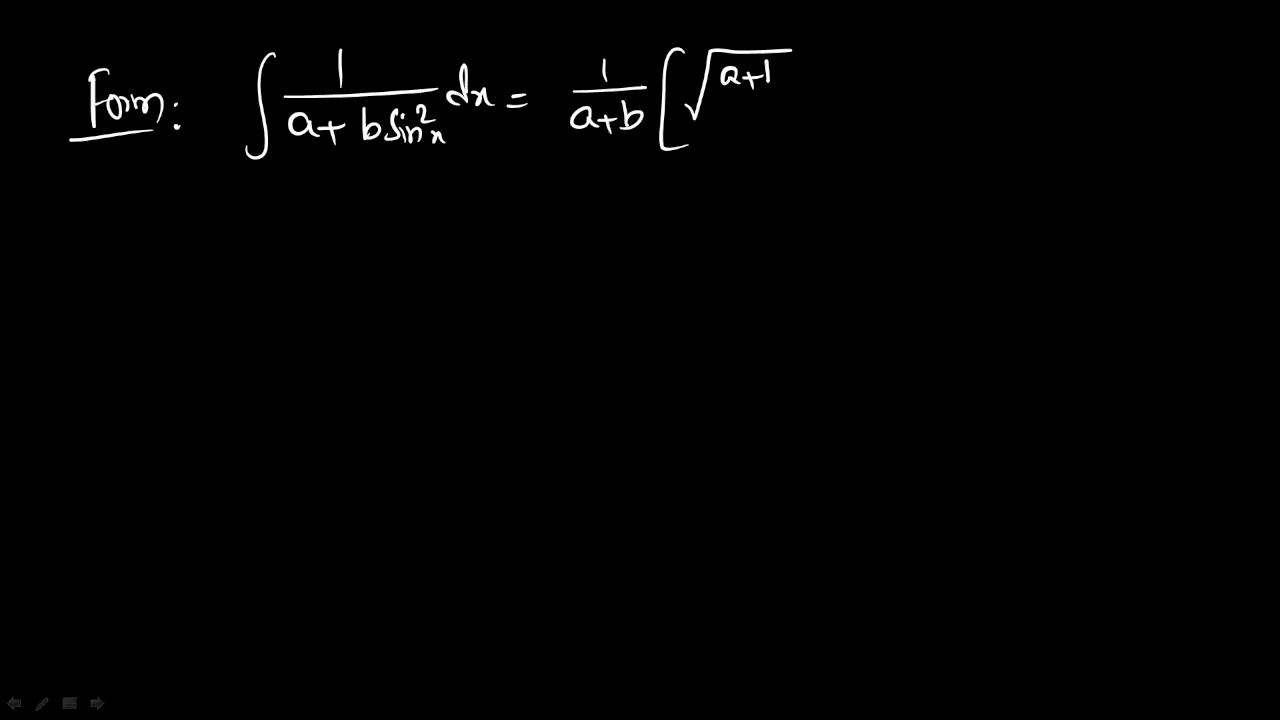 Form: ∫ 1/(a + b sin²x) dx = 1/(a+b) [ √(a+1